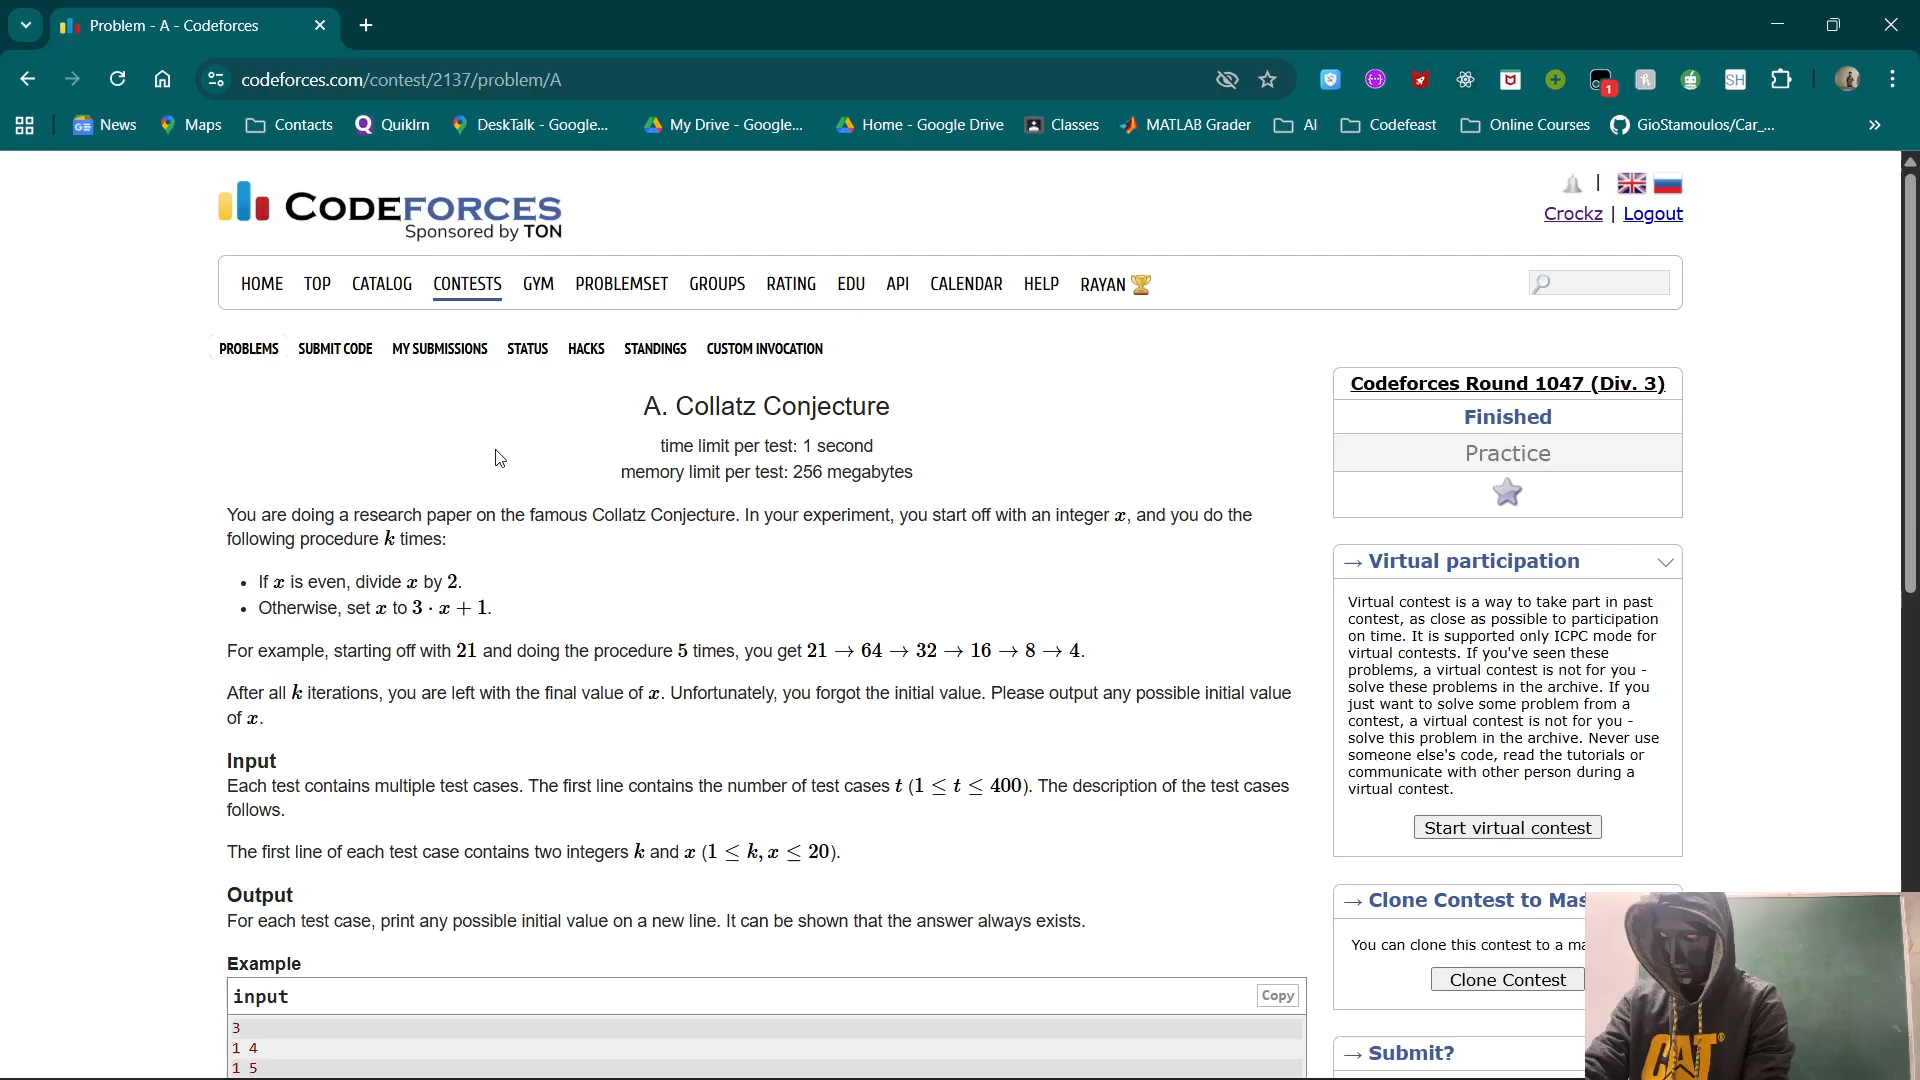 Problem - A - Codeforces
codeforces.com/contest/2137/problem/A
1
SH
News
Maps
Contacts
Quiklrn
DeskTalk - Google...
My Drive - Google...
Home - Google Drive
Classes
MATLAB Grader
AI
Codefeast
Online Courses
GioStamoulos/Car_...
CODEFORCES
Sponsored by TON
|
Crockz | Logout
HOME TOP CATALOG CONTESTS GYM PROBLEMSET GROUPS RATING EDU API CALENDAR HELP RAYAN
PROBLEMS SUBMIT CODE MY SUBMISSIONS STATUS HACKS STANDINGS CUSTOM INVOCATION
A. Collatz Conjecture
time limit per test: 1 second
memory limit per test: 256 megabytes
You are doing a research paper on the famous Collatz Conjecture. In your experiment, you start off with an integer x, and you do the
following procedure k times:
• If x is even, divide x by 2.
• Otherwise, set x to 3 · x + 1.
For example, starting off with 21 and doing the procedure 5 times, you get 21 → 64 → 32 → 16 → 8 → 4.
After all k iterations, you are left with the final value of x. Unfortunately, you forgot the initial value. Please output any possible initial value
of x.
Input
Each test contains multiple test cases. The first line contains the number of test cases t (1 ≤ t ≤ 400). The description of the test cases
follows.
The first line of each test case contains two integers k and x (1 ≤ k, x ≤ 20).
Output
For each test case, print any possible initial value on a new line. It can be shown that the answer always exists.
Example
input
Copy
3
1 4
1 5
Codeforces Round 1047 (Div. 3)
Finished
Practice
→ Virtual participation
Virtual contest is a way to take part in past
contest, as close as possible to participation
on time. It is supported only ICPC mode for
virtual contests. If you've seen these
problems, a virtual contest is not for you -
solve these problems in the archive. If you
just want to solve some problem from a
contest, a virtual contest is not for you -
solve this problem in the archive. Never use
someone else's code, read the tutorials or
communicate with other person during a
virtual contest.
Start virtual contest
→ Clone Contest to Mas
You can clone this contest to a ma
Clone Contest
→ Submit?
CAT